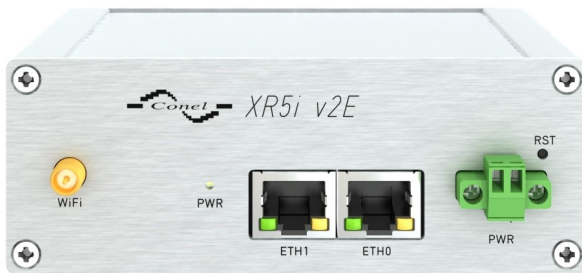 Conel XR5i v2E
RST
WiFi
PWR
ETH1
ETH0
PWR